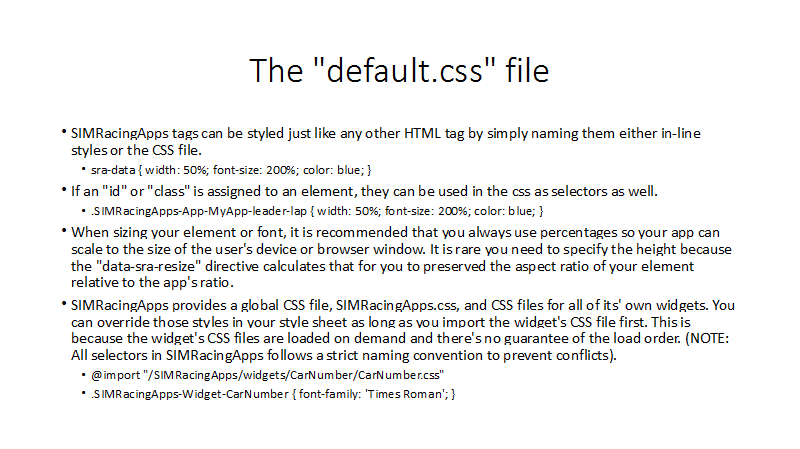 The "default.css" file
• SIMRacingApps tags can be styled just like any other HTML tag by simply naming them either in-line
styles or the CSS file.
• sra-data { width: 50%; font-size: 200%; color: blue; }
• If an "id" or "class" is assigned to an element, they can be used in the css as selectors as well.
• .SIMRacingApps-App-MyApp-leader-lap { width: 50%; font-size: 200%; color: blue; }
• When sizing your element or font, it is recommended that you always use percentages so your app can
scale to the size of the user's device or browser window. It is rare you need to specify the height because
the "data-sra-resize" directive calculates that for you to preserved the aspect ratio of your element
relative to the app's ratio.
• SIMRacingApps provides a global CSS file, SIMRacingApps.css, and CSS files for all of its' own widgets. You
can override those styles in your style sheet as long as you import the widget's CSS file first. This is
because the widget's CSS files are loaded on demand and there's no guarantee of the load order. (NOTE:
All selectors in SIMRacingApps follows a strict naming convention to prevent conflicts).
• @import "/SIMRacingApps/widgets/CarNumber/CarNumber.css"
• .SIMRacingApps-Widget-CarNumber { font-family: 'Times Roman'; }